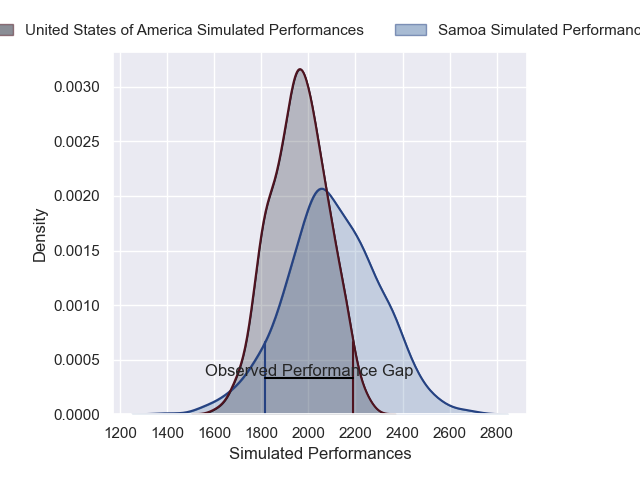 United States of America Simulated Performances Samoa Simulated Performanc
0.0030
0.0025
0.0020
0.0015
0.0010
0.0005
0.0000
Density
Observed Performance Gap
1200 1400 1600 1800 2000 2200 2400 2600 2800
Simulated Performances